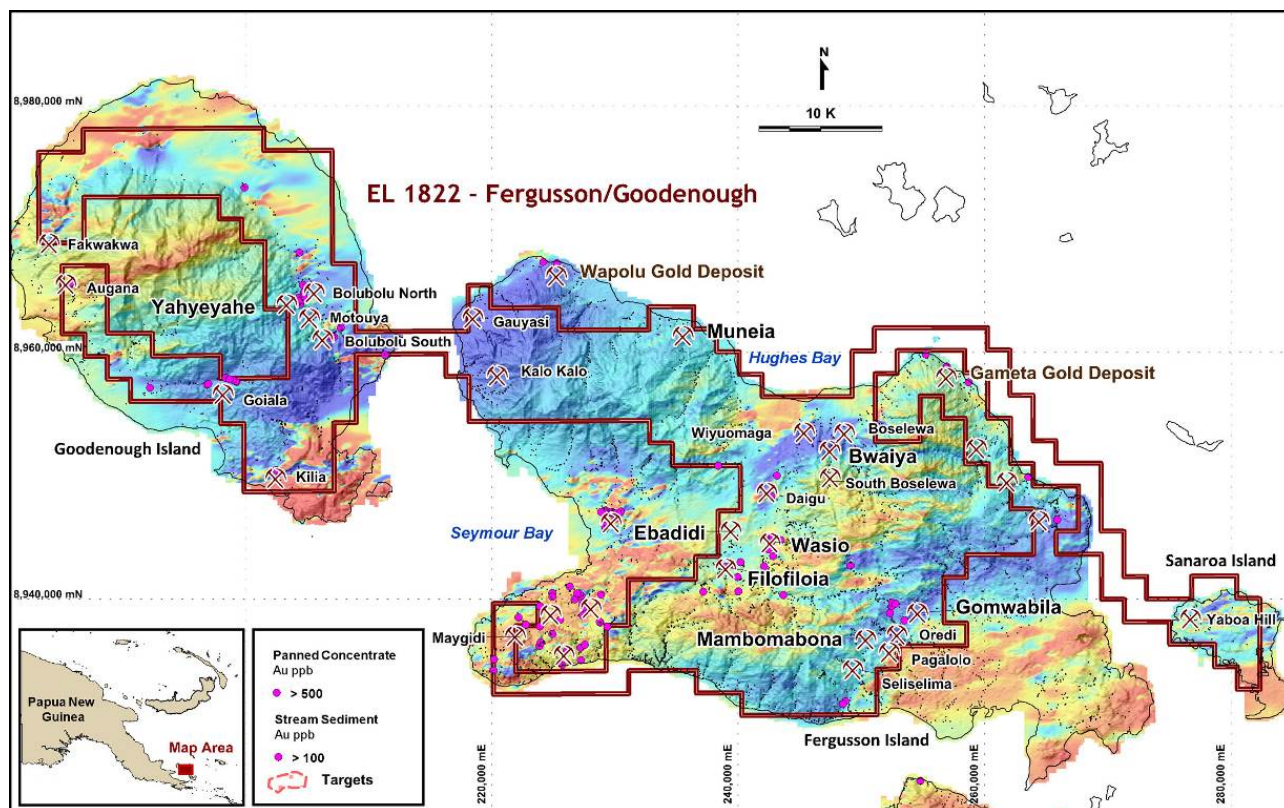 N
10 K
8,980,000 mN
EL 1822 - Fergusson/Goodenough
Fakwakwa
Wapolu Gold Deposit
Augana
Bolubolu North
Yahyeyahe
Motouya
Gauyasi
Muneia
8,960,000 mN
Bolubolu South
Hughes Bay
Kalo Kalo
Gameta Gold Deposit
Goiala
Wiyuomaga
Boselewa
Goodenough Island
Bwaiya
Kilia
South Boselewa
Daigu
Seymour Bay
Ebadidi
Wasio
Sanaroa Island
Filofiloia
8,940,000 mN
Gomwabila
Maygidi
Mambomabona
Oredi
Yaboa Hill
Pagalolo
Seliselima
Fergusson Island
Papua New
Guinea
Map Area
Panned Concentrate
Au ppb
> 500
Stream Sediment
Au ppb
> 100
Targets
220,000 mE
240,000 mE
260,000 mE
280,000 mE